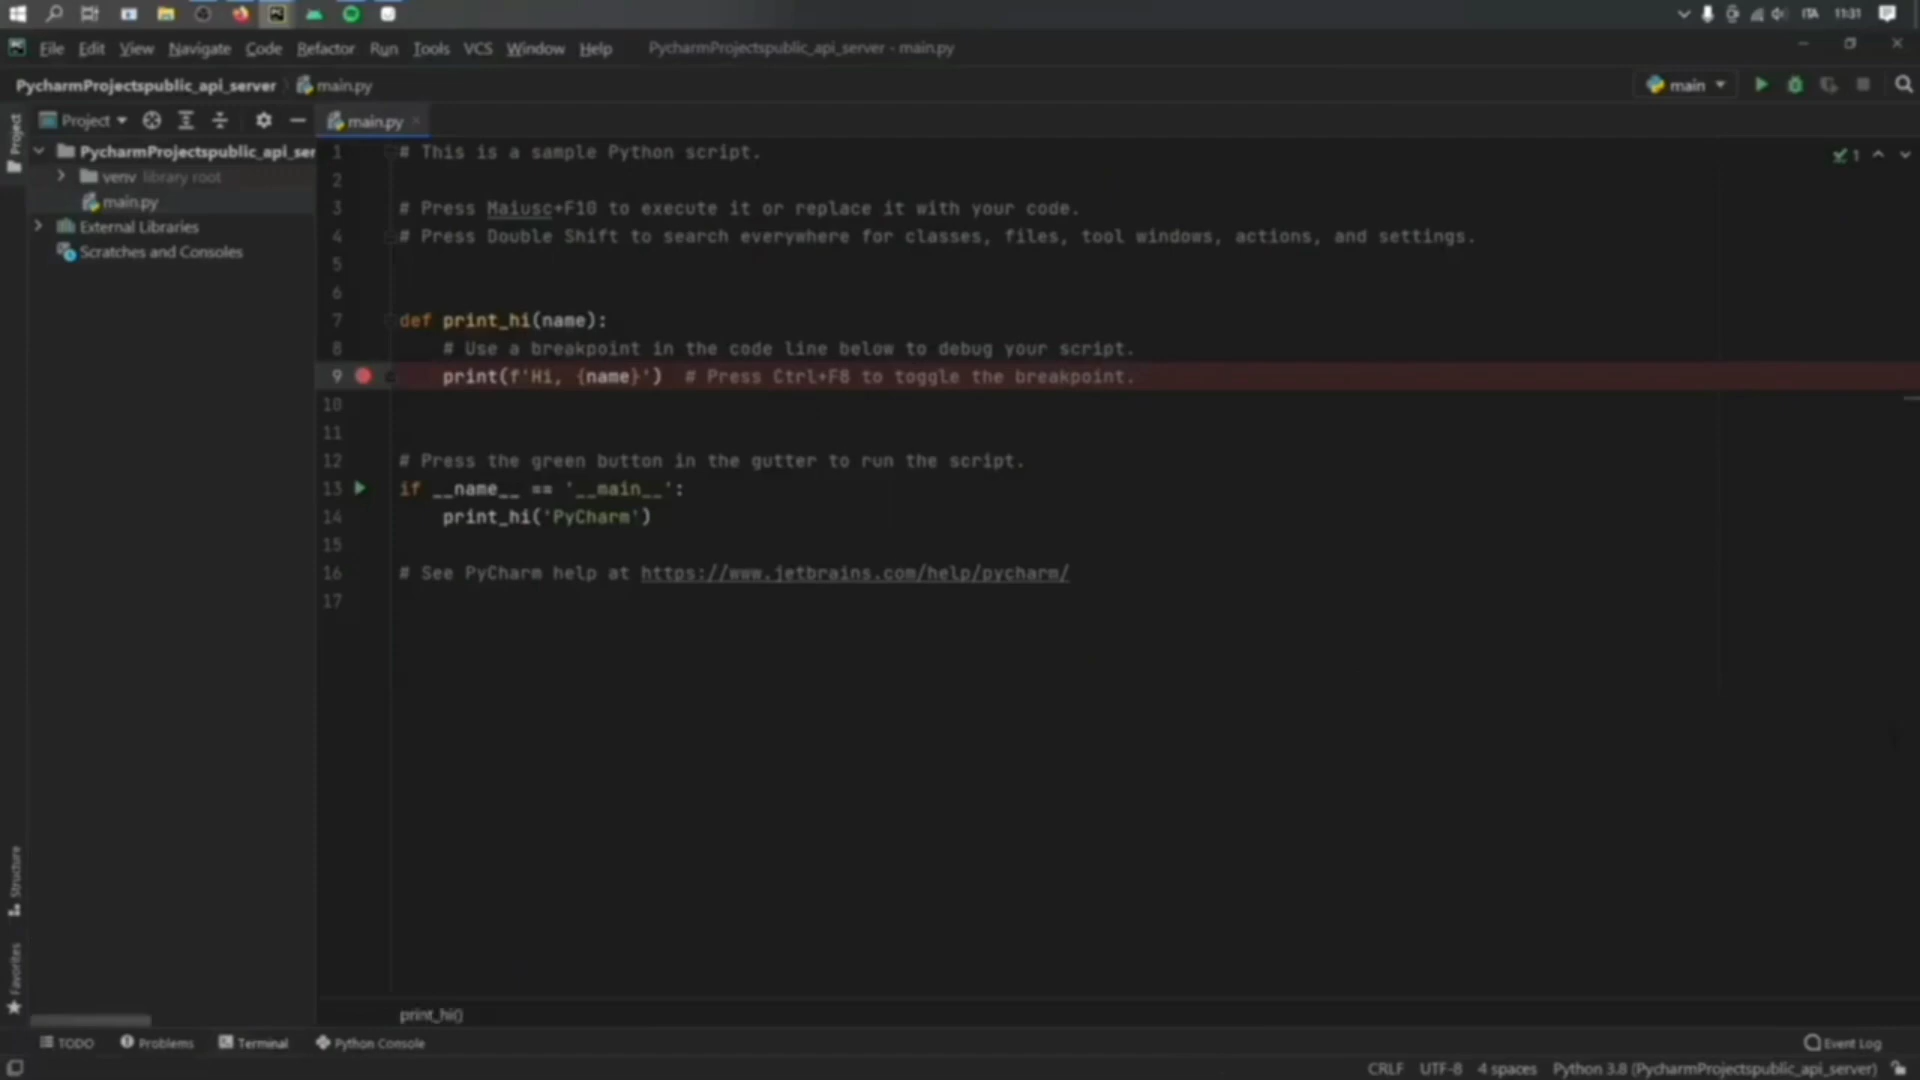 ITA 11:31
File Edit View Navigate Code Refactor Run Tools VCS Window Help PycharmProjectspublic_api_server - main.py
PycharmProjectspublic_api_server main.py main
Project Project main.py
PycharmProjectspublic_api_ser
venv library root
main.py
External Libraries
Scratches and Consoles
1 # This is a sample Python script. 1
2
3 # Press Maiusc+F10 to execute it or replace it with your code.
4 # Press Double Shift to search everywhere for classes, files, tool windows, actions, and settings.
5
6
7 def print_hi(name):
8 # Use a breakpoint in the code line below to debug your script.
9 print(f'Hi, {name}') # Press Ctrl+F8 to toggle the breakpoint.
10
11
12 # Press the green button in the gutter to run the script.
13 if __name__ == '__main__':
14 print_hi('PyCharm')
15
16 # See PyCharm help at https://www.jetbrains.com/help/pycharm/
17
Structure
Favorites
print_hi()
TODO Problems Terminal Python Console Event Log
CRLF UTF-8 4 spaces Python 3.8 (PycharmProjectspublic_api_server)